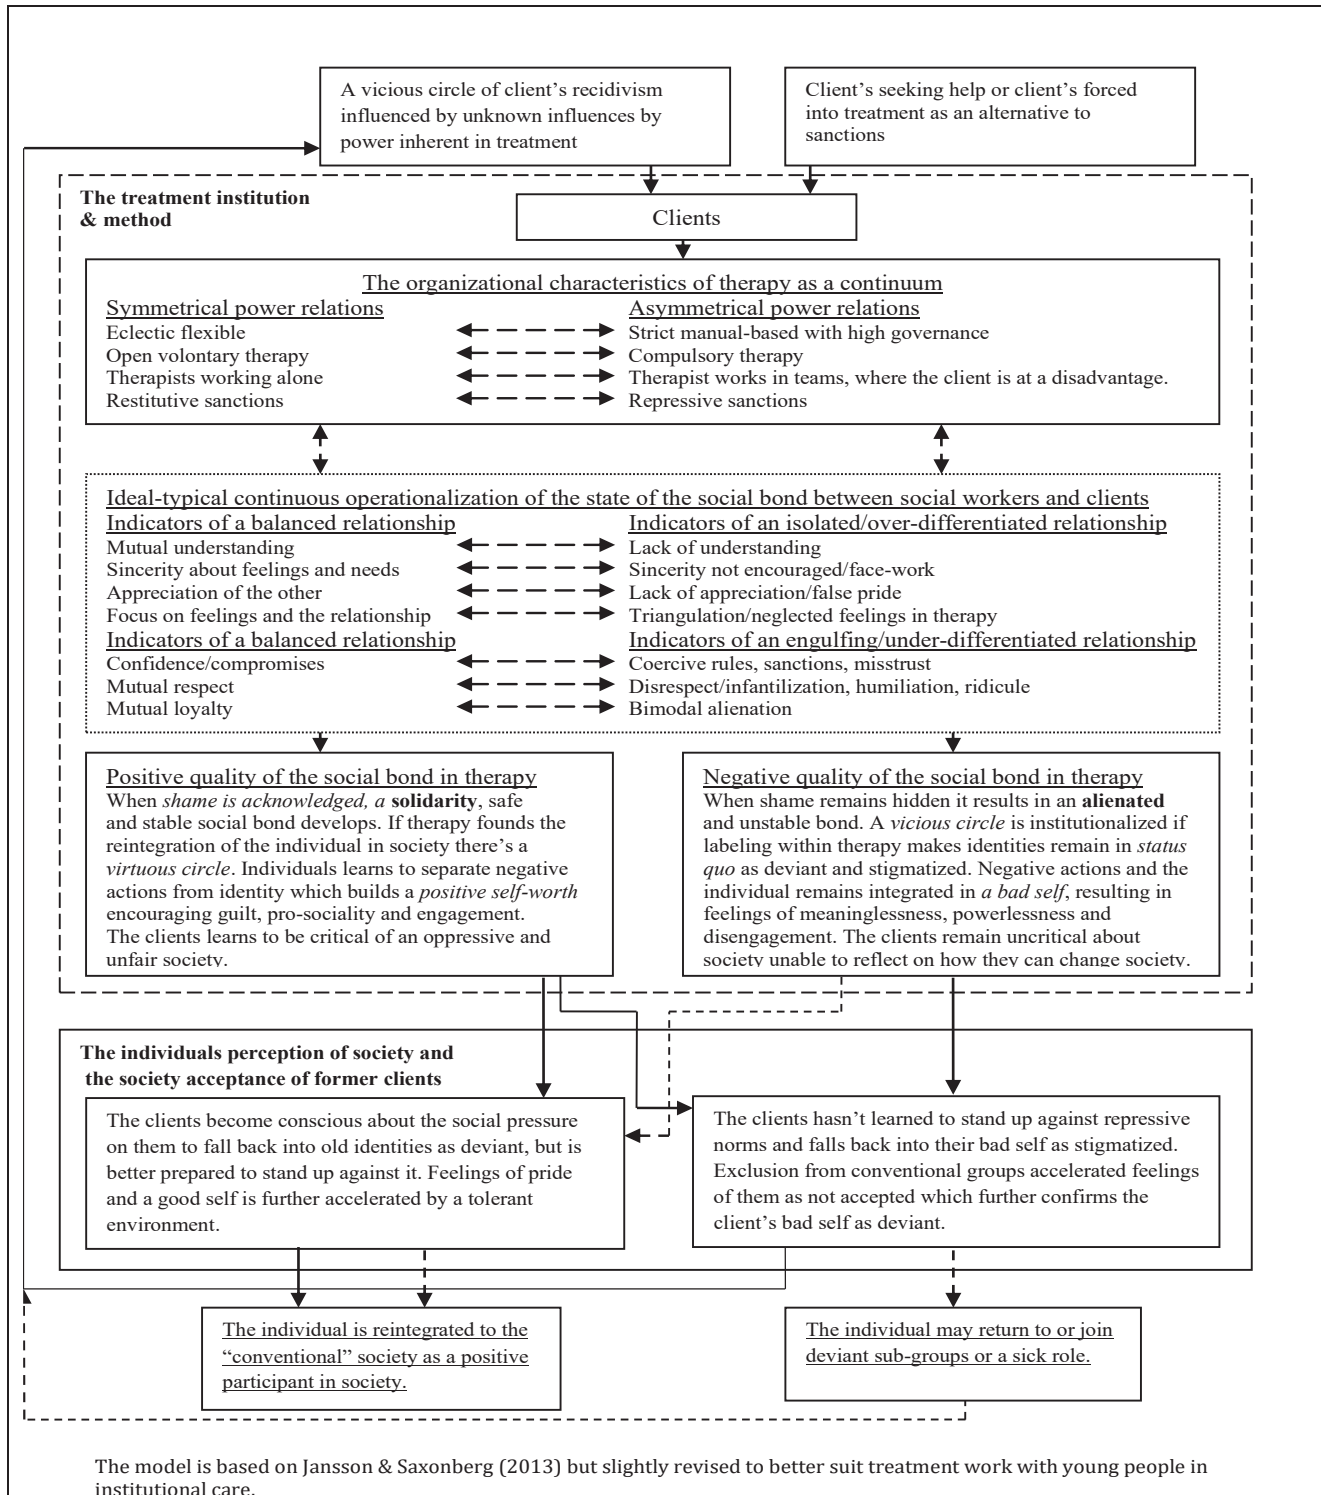 A vicious circle of client's recidivism
influenced by unknown influences by
power inherent in treatment
Client's seeking help or client's forced
into treatment as an alternative to
sanctions
The treatment institution
& method
Clients
The organizational characteristics of therapy as a continuum
Symmetrical power relations
Asymmetrical power relations
Eclectic flexible
Strict manual-based with high governance
Open volontary therapy
Compulsory therapy
Therapists working alone
Therapist works in teams, where the client is at a disadvantage.
Restitutive sanctions
Repressive sanctions
Ideal-typical continuous operationalization of the state of the social bond between social workers and clients
Indicators of a balanced relationship
Indicators of an isolated/over-differentiated relationship
Mutual understanding
Lack of understanding
Sincerity about feelings and needs
Sincerity not encouraged/face-work
Appreciation of the other
Lack of appreciation/false pride
Focus on feelings and the relationship
Triangulation/neglected feelings in therapy
Indicators of a balanced relationship
Indicators of an engulfing/under-differentiated relationship
Confidence/compromises
Coercive rules, sanctions, misstrust
Mutual respect
Disrespect/infantilization, humiliation, ridicule
Mutual loyalty
Bimodal alienation
Positive quality of the social bond in therapy
When shame is acknowledged, a solidarity, safe
and stable social bond develops. If therapy founds the
reintegration of the individual in society there's a
virtuous circle. Individuals learns to separate negative
actions from identity which builds a positive self-worth
encouraging guilt, pro-sociality and engagement.
The clients learns to be critical of an oppressive and
unfair society.
Negative quality of the social bond in therapy
When shame remains hidden it results in an alienated
and unstable bond. A vicious circle is institutionalized if
labeling within therapy makes identities remain in status
quo as deviant and stigmatized. Negative actions and the
individual remains integrated in a bad self, resulting in
feelings of meaninglessness, powerlessness and
disengagement. The clients remain uncritical about
society unable to reflect on how they can change society.
The individuals perception of society and
the society acceptance of former clients
The clients become conscious about the social pressure
on them to fall back into old identities as deviant, but is
better prepared to stand up against it. Feelings of pride
and a good self is further accelerated by a tolerant
environment.
The clients hasn't learned to stand up against repressive
norms and falls back into their bad self as stigmatized.
Exclusion from conventional groups accelerated feelings
of them as not accepted which further confirms the
client's bad self as deviant.
The individual is reintegrated to the
"conventional" society as a positive
participant in society.
The individual may return to or join
deviant sub-groups or a sick role.
The model is based on Jansson & Saxonberg (2013) but slightly revised to better suit treatment work with young people in
institutional care.